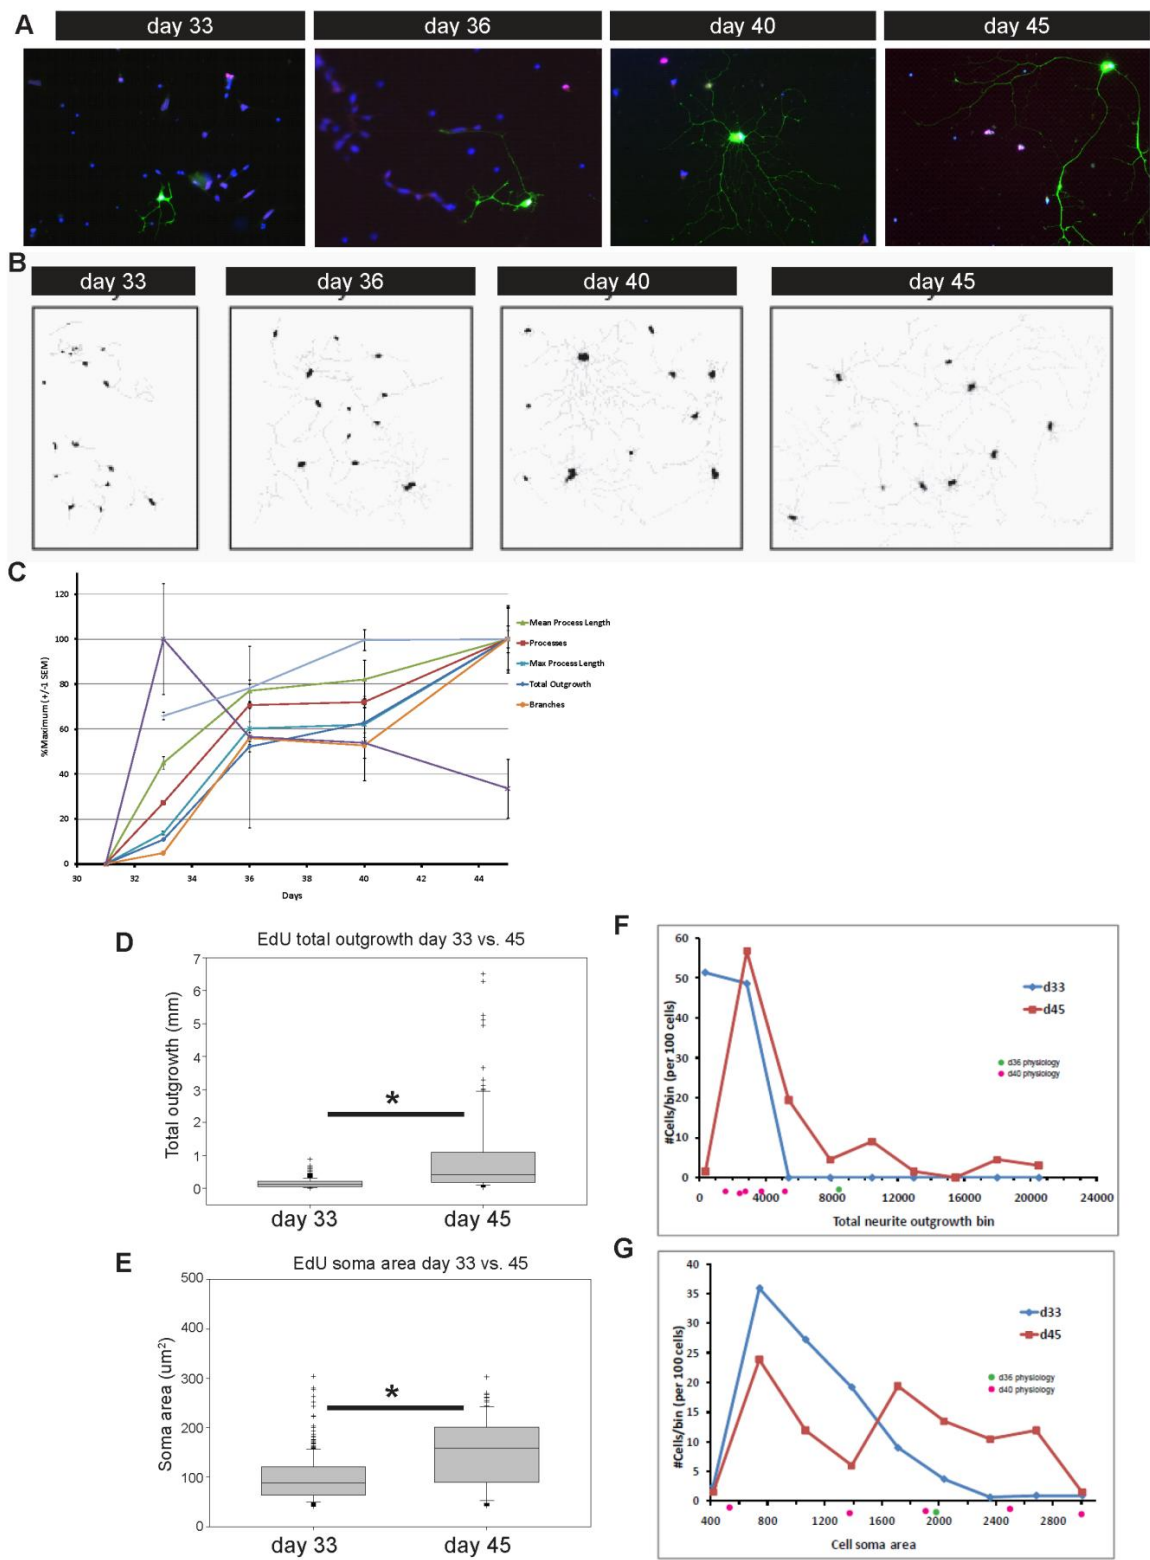 A
day 33
day 36
day 40
day 45
B
day 33
day 36
day 40
day 45
C
120
100
80
60
40
20
0
%Maximum (+/-1 SEM)
30
32
34
36
38
40
42
44
Days
Mean Process Length
Processes
Max Process Length
Total Outgrowth
Branches
D
EdU total outgrowth day 33 vs. 45
Total outgrowth (mm)
7
6
5
4
3
2
1
0
*
day 33
day 45
E
EdU soma area day 33 vs. 45
Soma area (um²)
500
400
300
200
100
0
*
day 33
day 45
F
60
50
40
30
20
10
0
#Cells/bin (per 100 cells)
d33
d45
d36 physiology
d40 physiology
0
4000
8000
12000
16000
20000
24000
Total neurite outgrowth bin
G
40
35
30
25
20
15
10
5
0
#Cells/bin (per 100 cells)
d33
d45
d36 physiology
d40 physiology
400
800
1200
1600
2000
2400
2800
Cell soma area